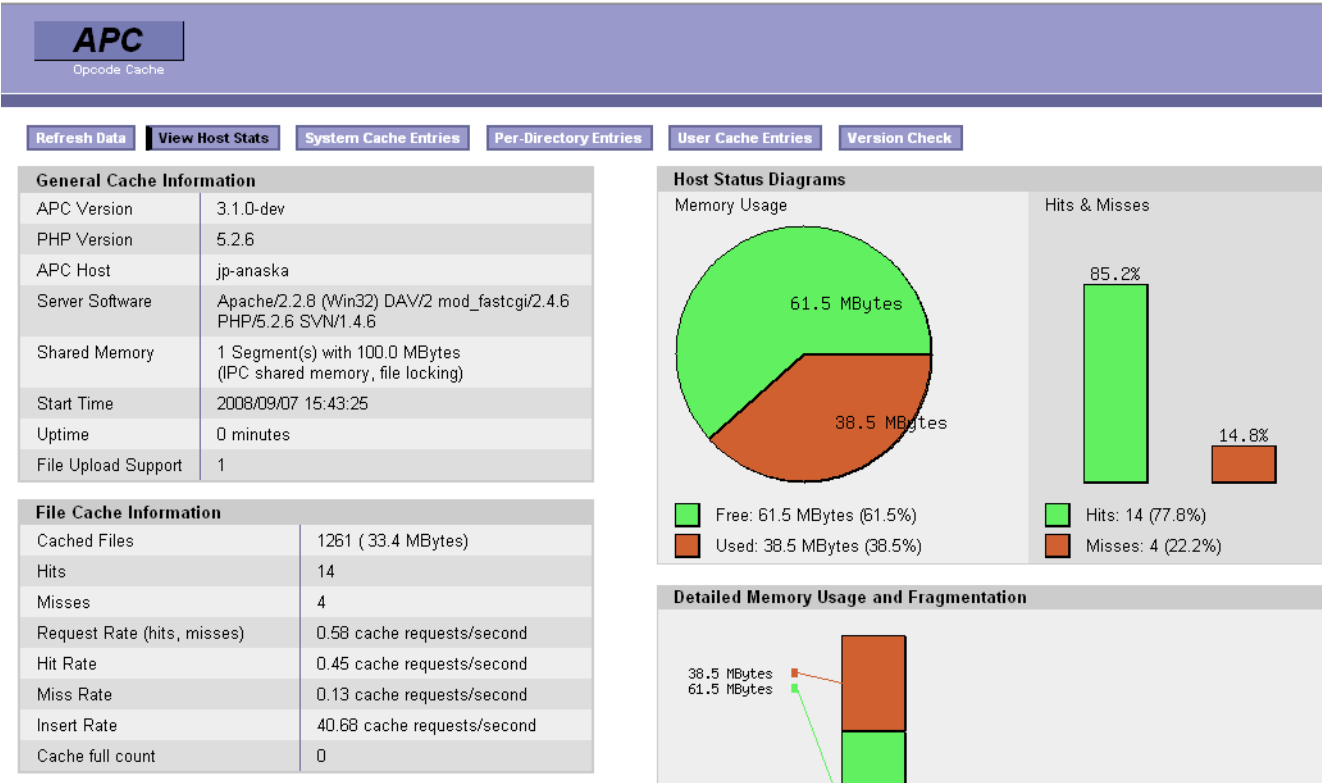 APC
Opcode Cache
Refresh Data View Host Stats System Cache Entries Per-Directory Entries User Cache Entries Version Check
General Cache Information
APC Version 3.1.0-dev
PHP Version 5.2.6
APC Host jp-anaska
Server Software Apache/2.2.8 (Win32) DAV/2 mod_fastcgi/2.4.6
PHP/5.2.6 SVN/1.4.6
Shared Memory 1 Segment(s) with 100.0 MBytes
(IPC shared memory, file locking)
Start Time 2008/09/07 15:43:25
Uptime 0 minutes
File Upload Support 1
File Cache Information
Cached Files 1261 ( 33.4 MBytes)
Hits 14
Misses 4
Request Rate (hits, misses) 0.58 cache requests/second
Hit Rate 0.45 cache requests/second
Miss Rate 0.13 cache requests/second
Insert Rate 40.68 cache requests/second
Cache full count 0
Host Status Diagrams
Memory Usage
61.5 MBytes
38.5 MBytes
Free: 61.5 MBytes (61.5%)
Used: 38.5 MBytes (38.5%)
Hits & Misses
85.2%
14.8%
Hits: 14 (77.8%)
Misses: 4 (22.2%)
Detailed Memory Usage and Fragmentation
38.5 MBytes
61.5 MBytes